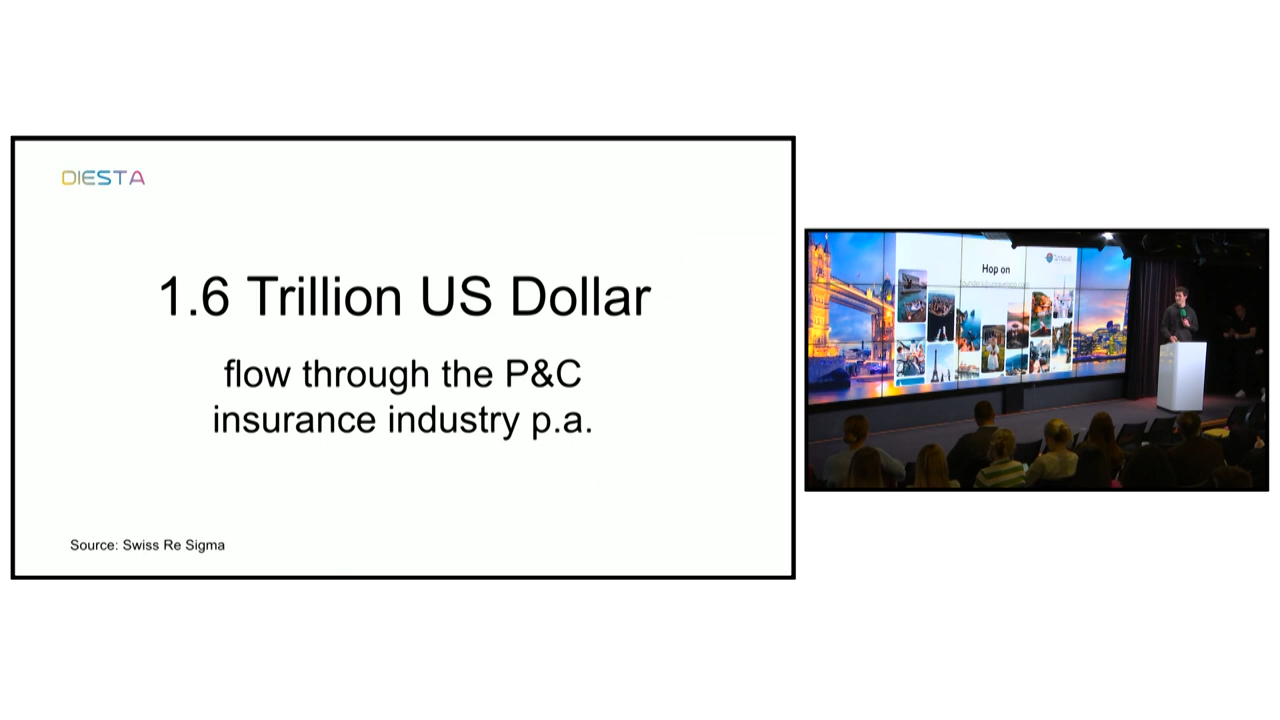 DIESTA
1.6 Trillion US Dollar
flow through the P&C
insurance industry p.a.
Source: Swiss Re Sigma
Hop on